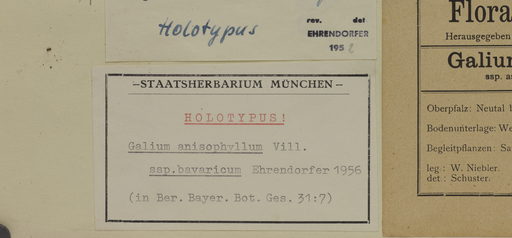 Holotypus
rev. det
EHRENDORFER
195
–STAATSHERBARIUM MÜNCHEN–
HOLOTYPUS!
Galium anisophyllum Vill.
ssp.bavaricum Ehrendorfer 1956
(in Ber. Bayer. Bot. Ges. 31:7)
Flora
Herausgegeben
Galiu
ssp. a
Oberpfalz: Neutal
Bodenunterlage: We
Begleitpflanzen: Sa
leg.: W. Niebler.
det.: Schuster.